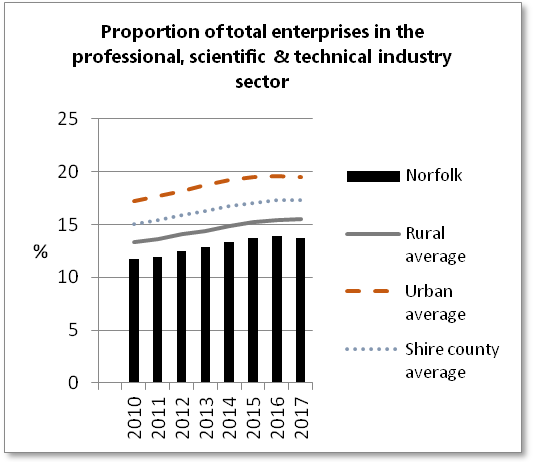 Proportion of total enterprises in the
professional, scientific & technical industry
sector
25
20
15
10
5
0
%
2010
2011
2012
2013
2014
2015
2016
2017
Norfolk
Rural
average
Urban
average
Shire county
average